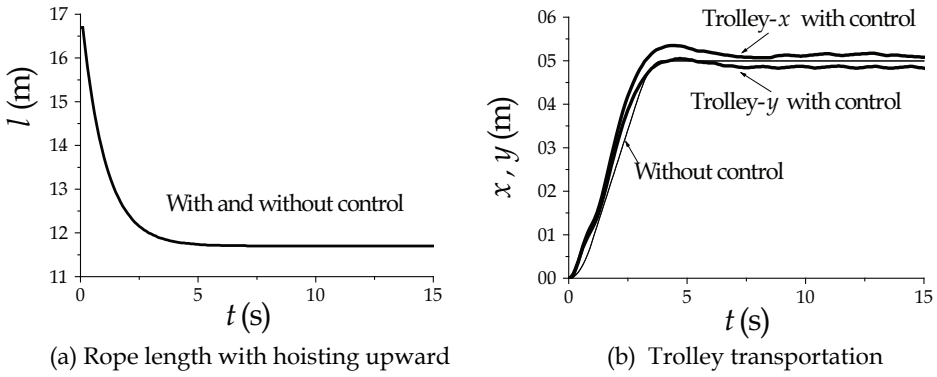 17
16
15
14
13
12
11
l (m)
With and without control
0 5 10 15
t (s)
(a) Rope length with hoisting upward
06
05
04
03
02
01
00
x , y (m)
Trolley-x with control
Trolley-y with control
Without control
0 5 10 15
t (s)
(b) Trolley transportation